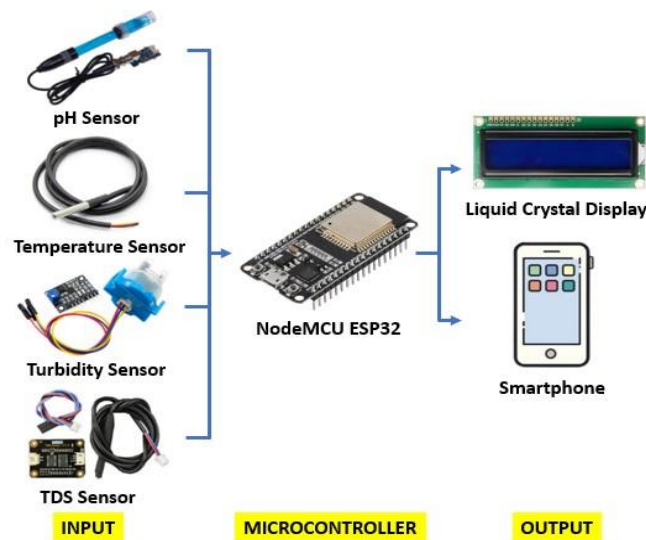 pH Sensor
Temperature Sensor
Turbidity Sensor
TDS Sensor
NodeMCU ESP32
Liquid Crystal Display
Smartphone
INPUT
MICROCONTROLLER
OUTPUT